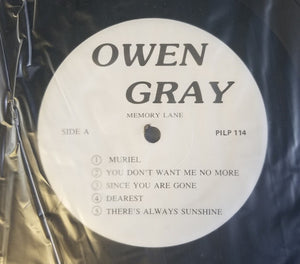 OWEN
GRAY
MEMORY LANE
SIDE A PILP 114
1 MURIEL
2 YOU DON'T WANT ME NO MORE
3 SINCE YOU ARE GONE
4 DEAREST
5 THERE'S ALWAYS SUNSHINE